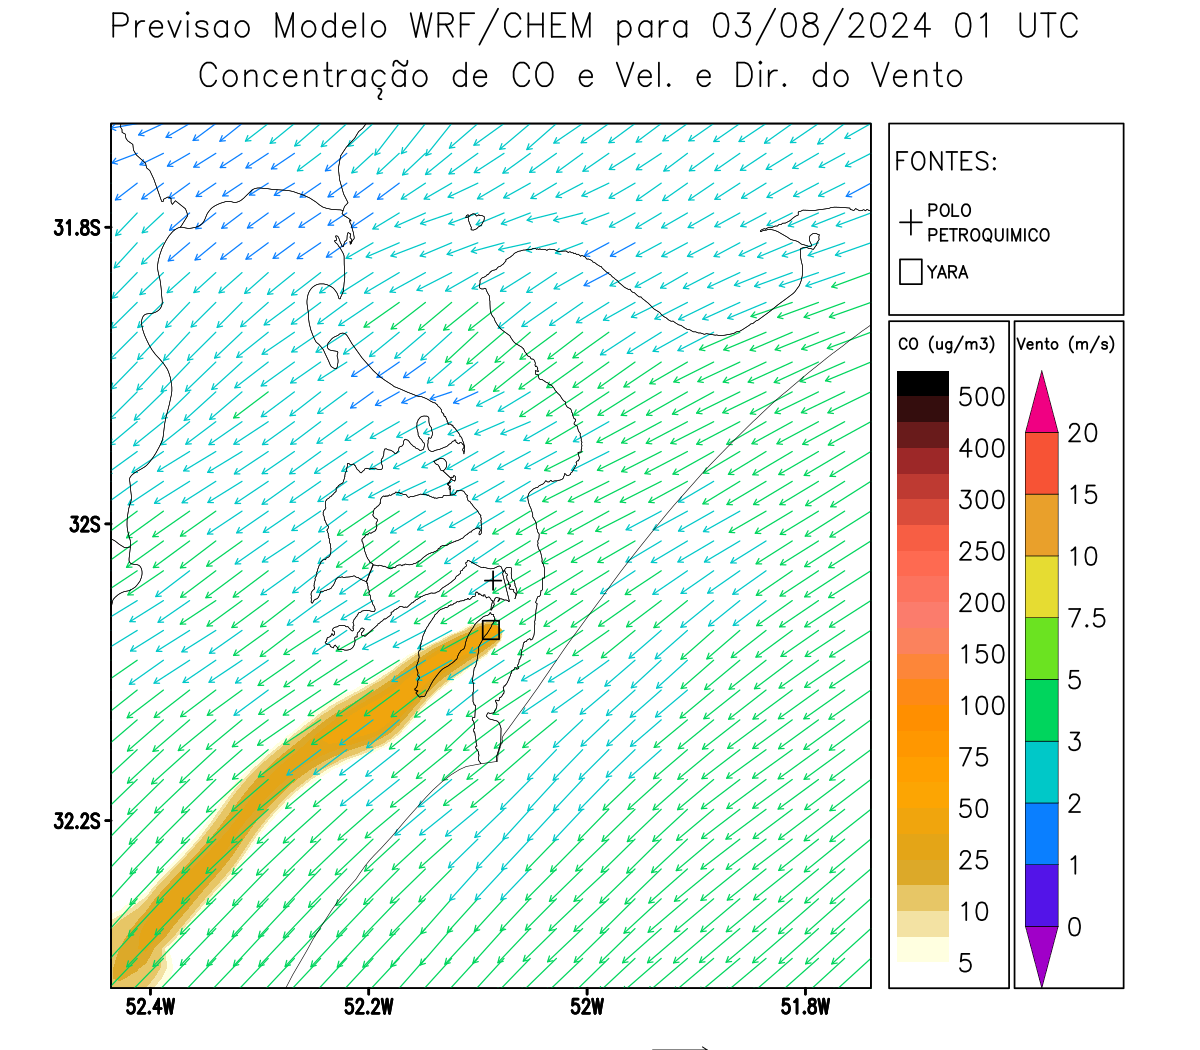 Previsao Modelo WRF/CHEM para 03/08/2024 01 UTC
Concentração de CO e Vel. e Dir. do Vento
FONTES:
POLO
PETROQUIMICO
YARA
CO (ug/m3)
500
400
300
250
200
150
100
75
50
25
10
5
Vento (m/s)
20
15
10
7.5
5
3
2
1
0
31.8S
32S
32.2S
52.4W
52.2W
52W
51.8W